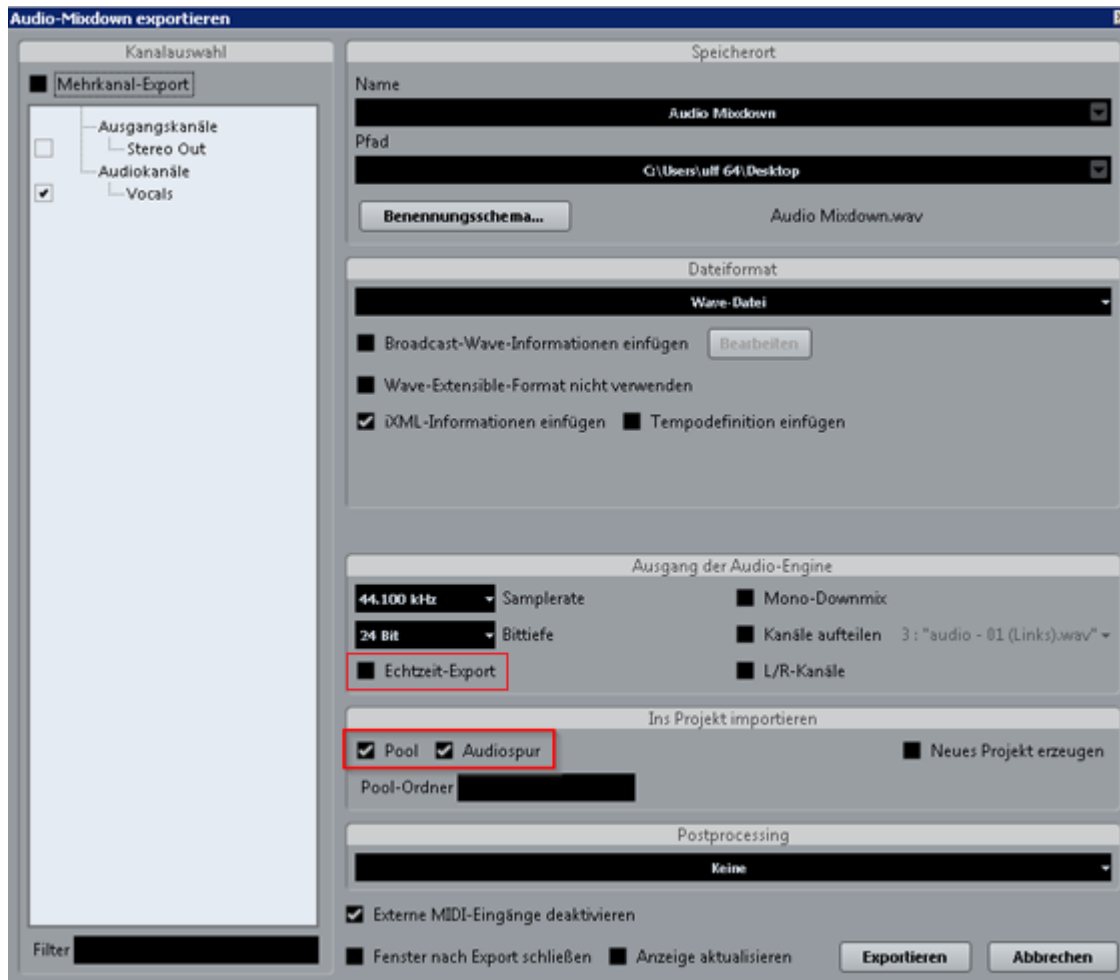 Audio-Mixdown exportieren
Kanalauswahl
Mehrkanal-Export
Ausgangskanäle
Stereo Out
Audiokanäle
Vocals
Filter
Speicherort
Name
Audio Mixdown
Pfad
C:\Users\ulf 64\Desktop
Benennungsschema... Audio Mixdown.wav
Dateiformat
Wave-Datei
Broadcast-Wave-Informationen einfügen Bearbeiten
Wave-Extensible-Format nicht verwenden
iXML-Informationen einfügen Tempodefinition einfügen
Ausgang der Audio-Engine
44.100 kHz Samplerate Mono-Downmix
24 Bit Bittiefe Kanäle aufteilen 3 : "audio - 01 (Links).wav"
Echtzeit-Export L/R-Kanäle
Ins Projekt importieren
Pool Audiospur Neues Projekt erzeugen
Pool-Ordner
Postprocessing
Keine
Externe MIDI-Eingänge deaktivieren
Fenster nach Export schließen Anzeige aktualisieren Exportieren Abbrechen